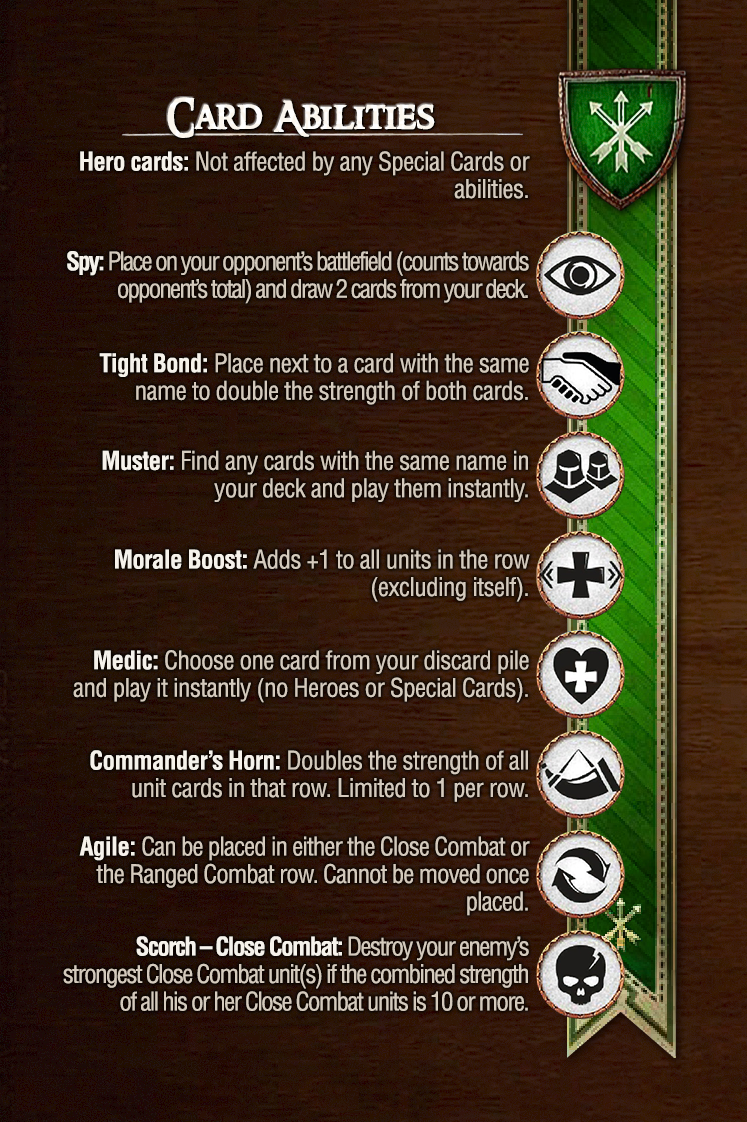 Card Abilities
Hero cards: Not affected by any Special Cards or
abilities.
Spy: Place on your opponent's battlefield (counts towards
opponent's total) and draw 2 cards from your deck.
Tight Bond: Place next to a card with the same
name to double the strength of both cards.
Muster: Find any cards with the same name in
your deck and play them instantly.
Morale Boost: Adds +1 to all units in the row
(excluding itself).
Medic: Choose one card from your discard pile
and play it instantly (no Heroes or Special Cards).
Commander's Horn: Doubles the strength of all
unit cards in that row. Limited to 1 per row.
Agile: Can be placed in either the Close Combat or
the Ranged Combat row. Cannot be moved once
placed.
Scorch – Close Combat: Destroy your enemy's
strongest Close Combat unit(s) if the combined strength
of all his or her Close Combat units is 10 or more.